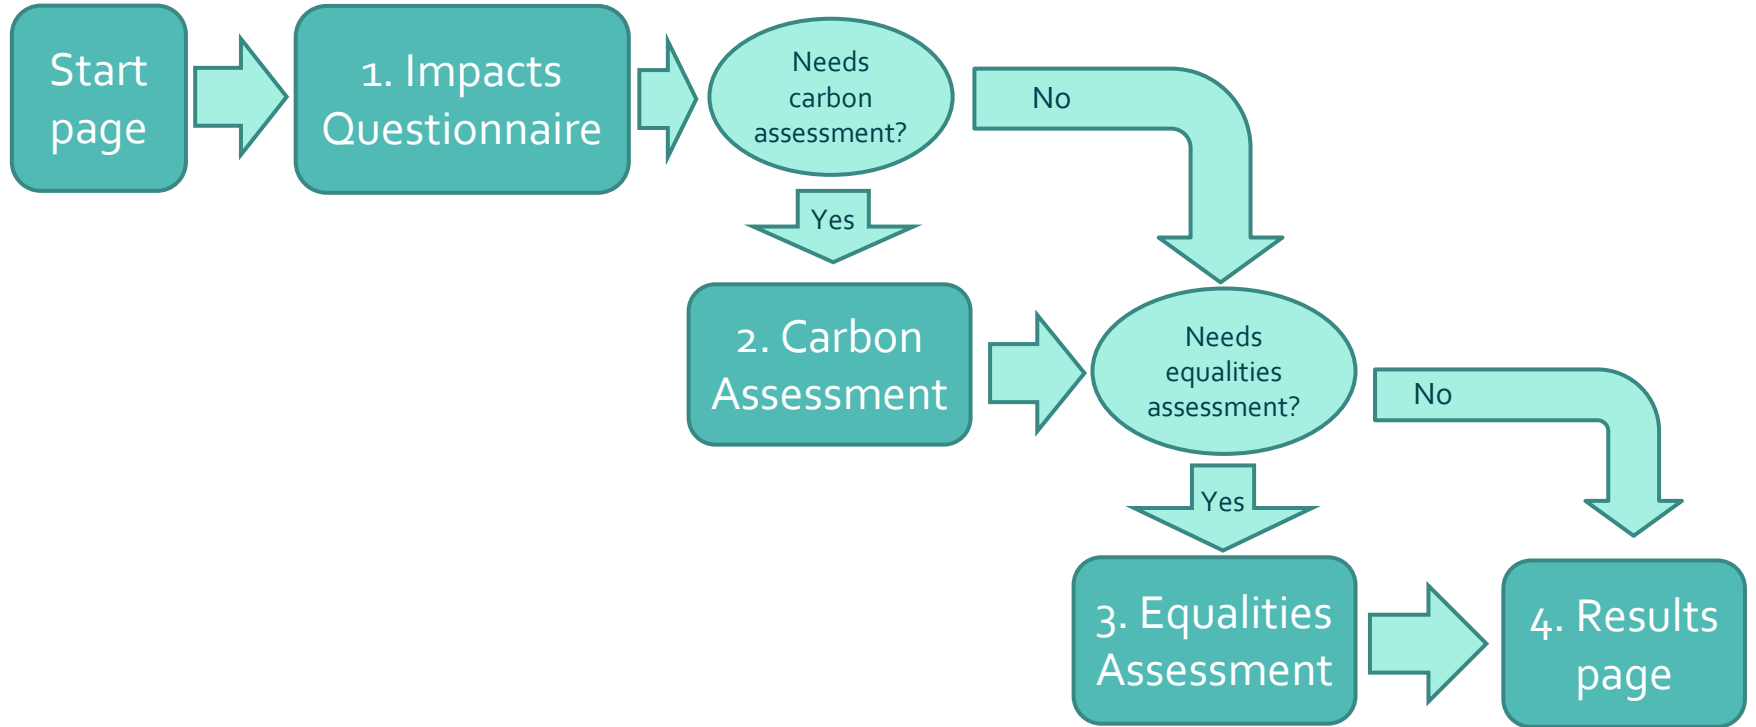 Start
page
1. Impacts
Questionnaire
Needs
carbon
assessment?
No
Yes
2. Carbon
Assessment
Needs
equalities
assessment?
No
Yes
3. Equalities
Assessment
4. Results
page